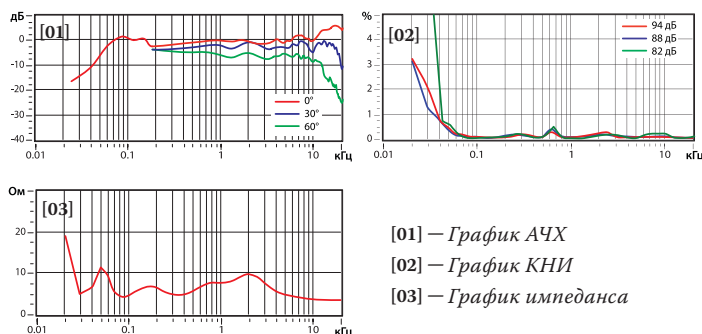 дБ
[01]
0
-10
-20
-30
-40
0° 
30°
60°
0.01
0.1
1
10
кГц
%
[02]
4
3
2
1
0
94 дБ
88 дБ
82 дБ
0.01
0.1
1
10
кГц
Ом
[03]
20
10
0
0.01
0.1
1
10
кГц
[01] — График АЧХ
[02] — График КНИ
[03] — График импеданса